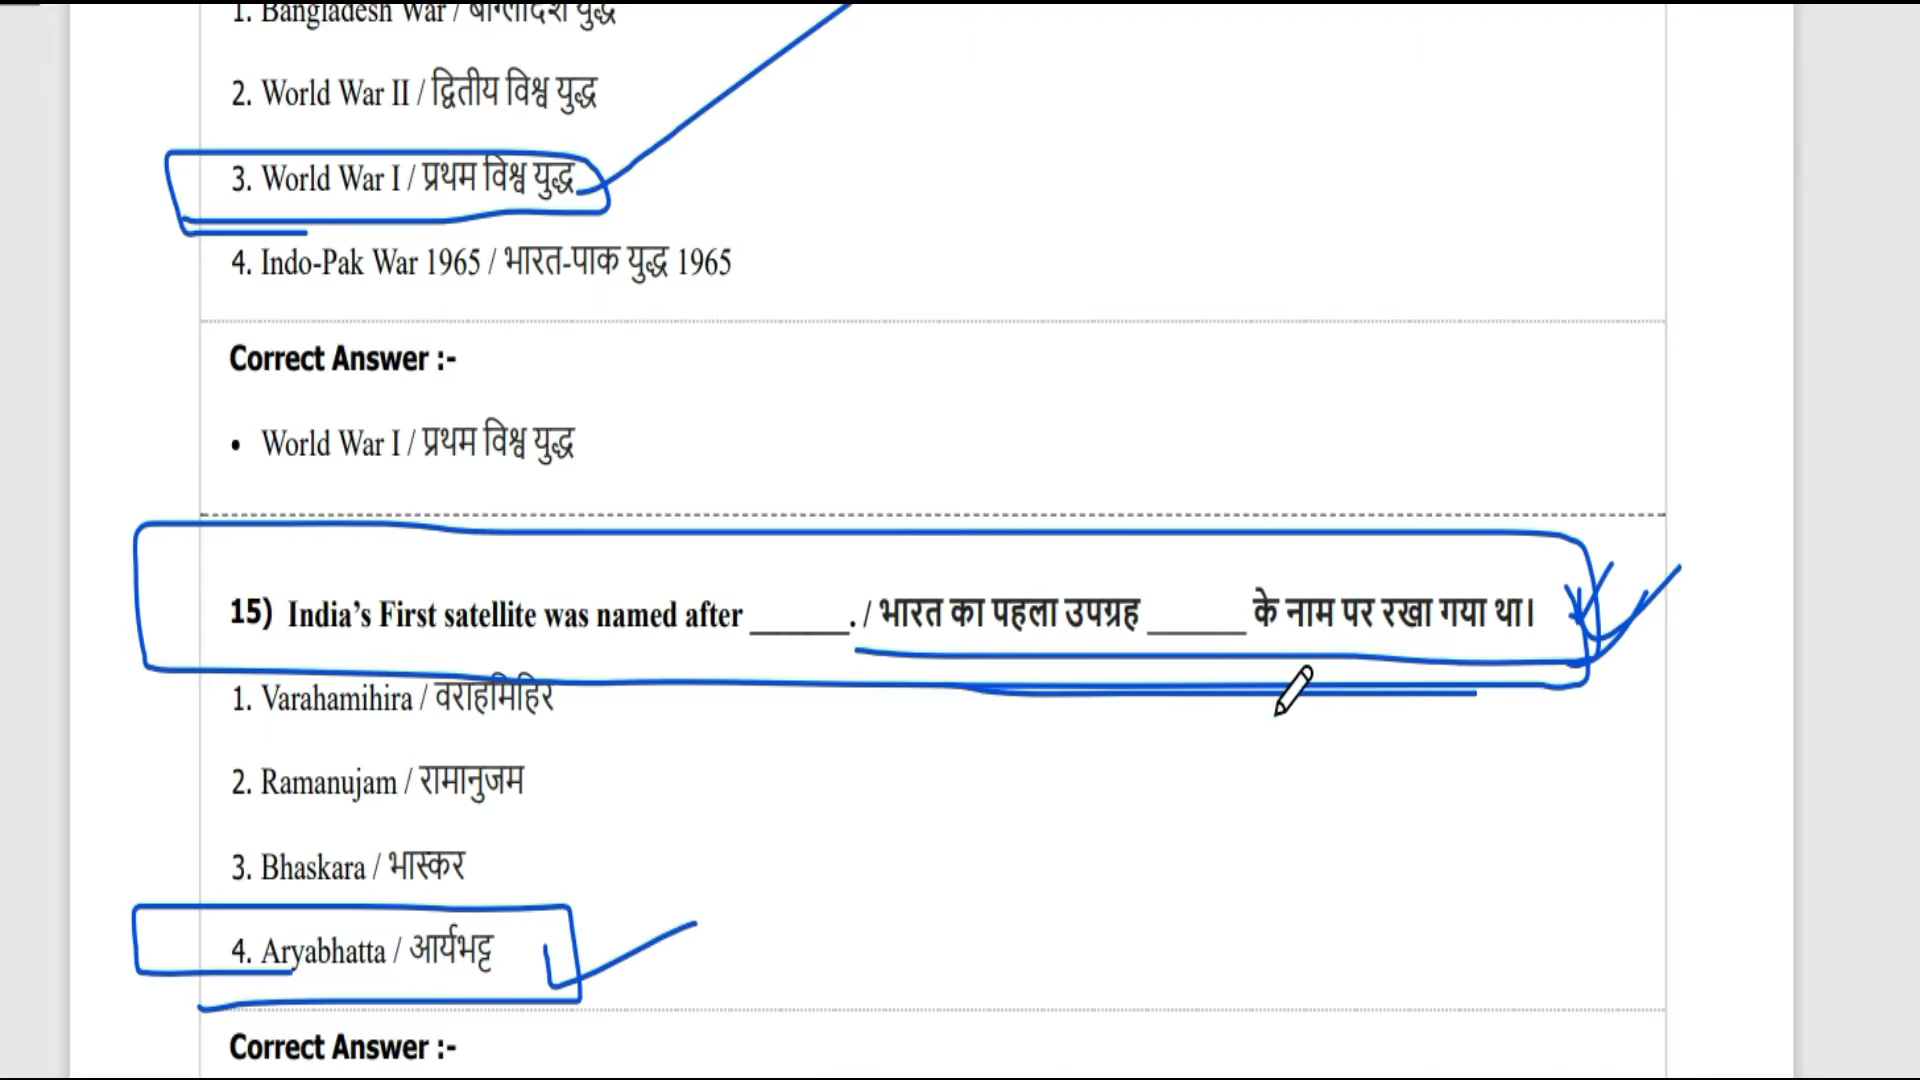 1. Bangladesh War / बांग्लादेश युद्ध
2. World War II / द्वितीय विश्व युद्ध
3. World War I / प्रथम विश्व युद्ध
4. Indo-Pak War 1965 / भारत-पाक युद्ध 1965
Correct Answer :-
• World War I / प्रथम विश्व युद्ध
15) India’s First satellite was named after ______. / भारत का पहला उपग्रह ______ के नाम पर रखा गया था।
1. Varahamihira / वराहमिहिर
2. Ramanujam / रामानुजम
3. Bhaskara / भास्कर
4. Aryabhatta / आर्यभट्ट
Correct Answer :-